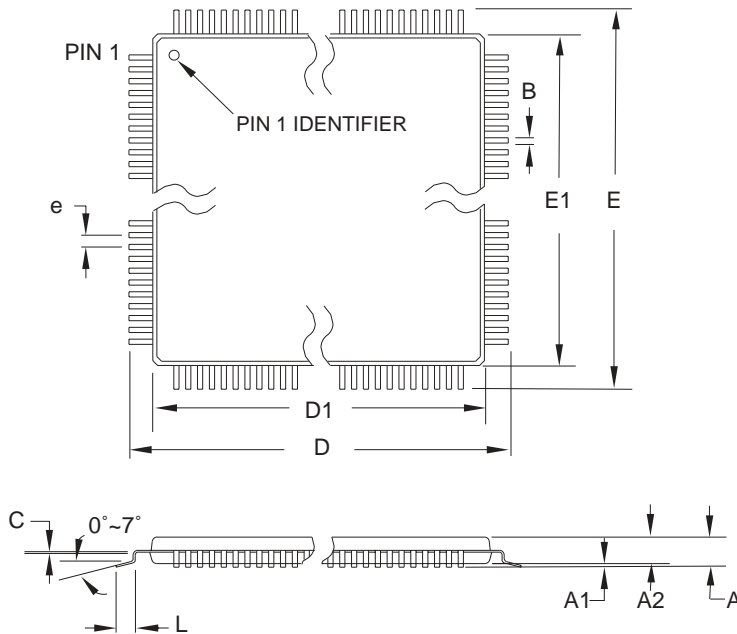 PIN 1
PIN 1 IDENTIFIER
B
e
E1
E
D1
D
C
0°~7°
L
A1
A2
A